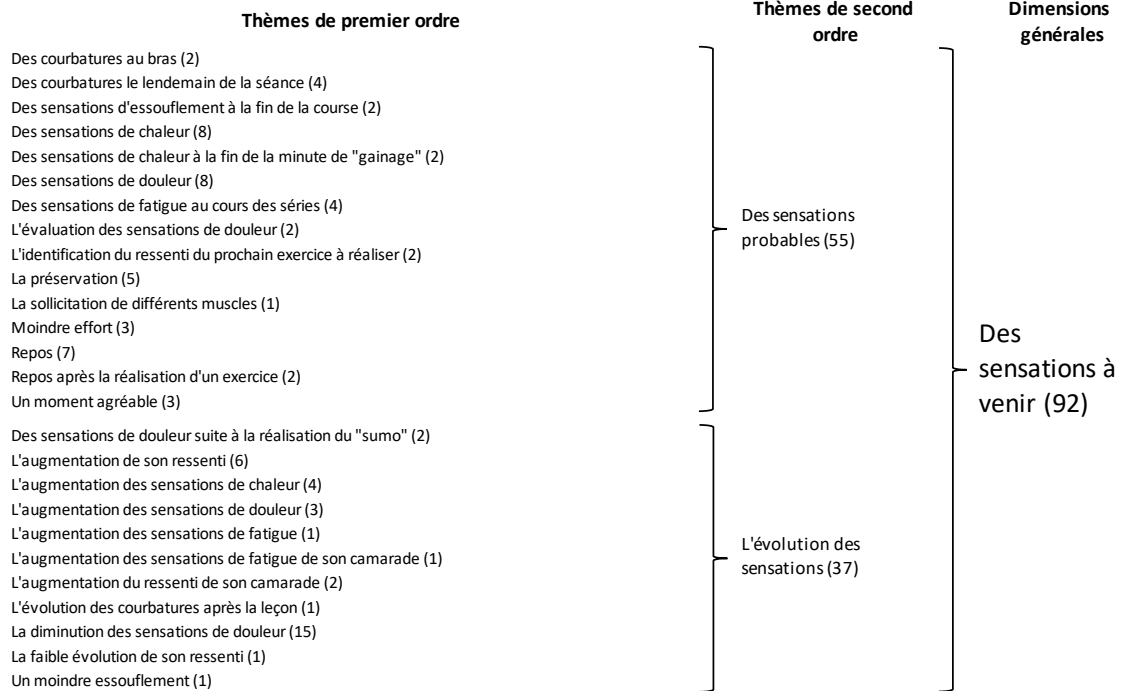 Thèmes de premier ordre
Thèmes de second
ordre
Dimensions
générales
Des courbatures au bras (2)
Des courbatures le lendemain de la séance (4)
Des sensations d'essouflement à la fin de la course (2)
Des sensations de chaleur (8)
Des sensations de chaleur à la fin de la minute de "gainage" (2)
Des sensations de douleur (8)
Des sensations de fatigue au cours des séries (4)
L'évaluation des sensations de douleur (2)
L'identification du ressenti du prochain exercice à réaliser (2)
La préservation (5)
La sollicitation de différents muscles (1)
Moindre effort (3)
Repos (7)
Repos après la réalisation d'un exercice (2)
Un moment agréable (3)
Des sensations
probables (55)
Des sensations de douleur suite à la réalisation du "sumo" (2)
L'augmentation de son ressenti (6)
L'augmentation des sensations de chaleur (4)
L'augmentation des sensations de douleur (3)
L'augmentation des sensations de fatigue (1)
L'augmentation des sensations de fatigue de son camarade (1)
L'augmentation du ressenti de son camarade (2)
L'évolution des courbatures après la leçon (1)
La diminution des sensations de douleur (15)
La faible évolution de son ressenti (1)
Un moindre essouflement (1)
L'évolution des
sensations (37)
Des
sensations à
venir (92)